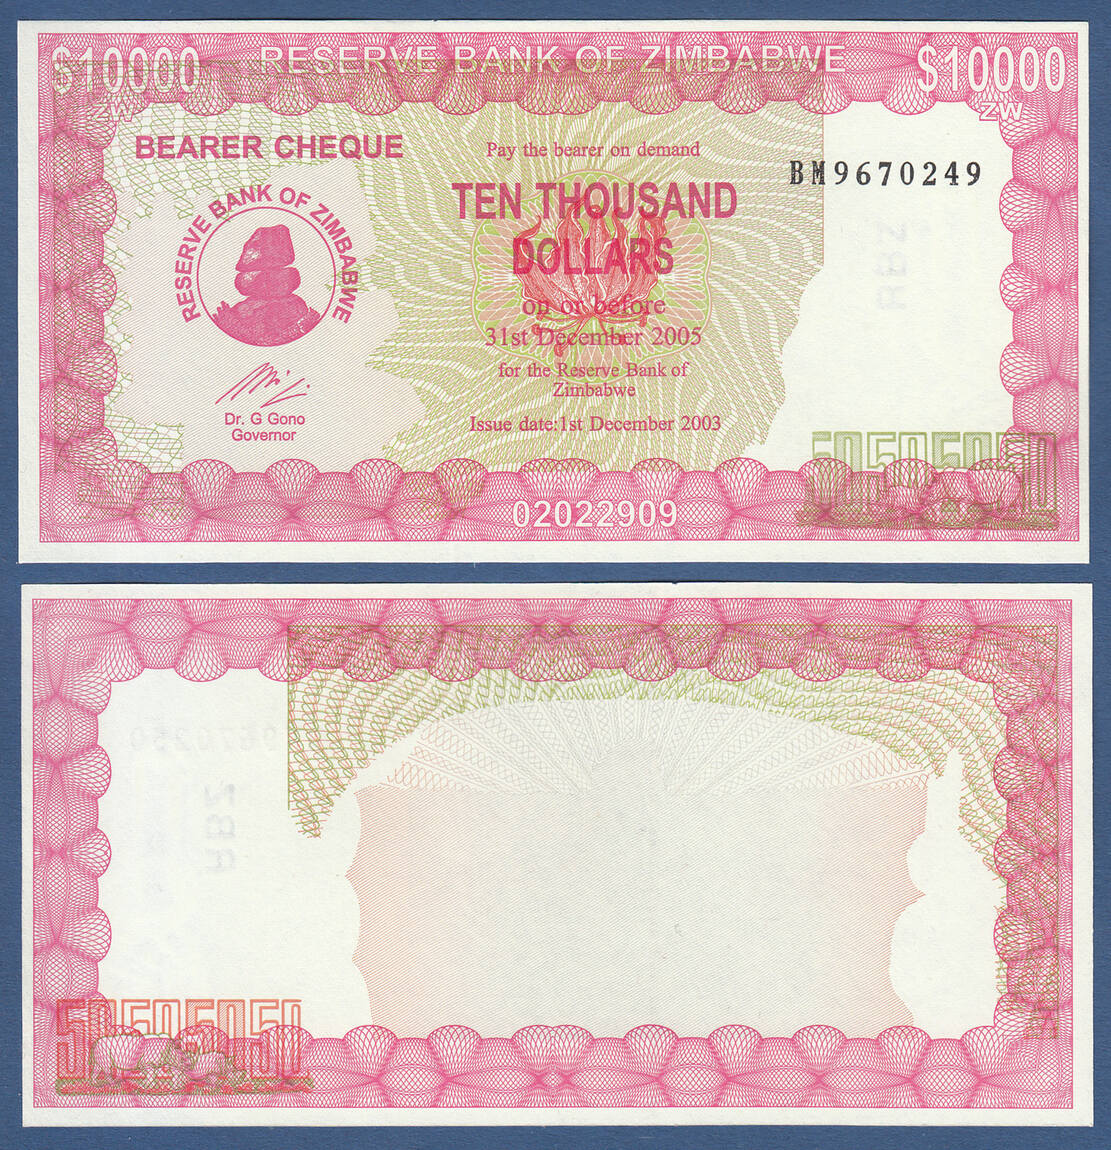 $10000 RESERVE BANK OF ZIMBABWE $10000
ZW ZW
BEARER CHEQUE
Pay the bearer on demand
BM9670249
TEN THOUSAND
DOLLARS
RESERVE BANK OF ZIMBABWE
on or before
31st December 2005
for the Reserve Bank of
Zimbabwe
Dr. G Gono
Governor
Issue date:1st December 2003
RBZ
50505050
02022909
RBZ
50505050